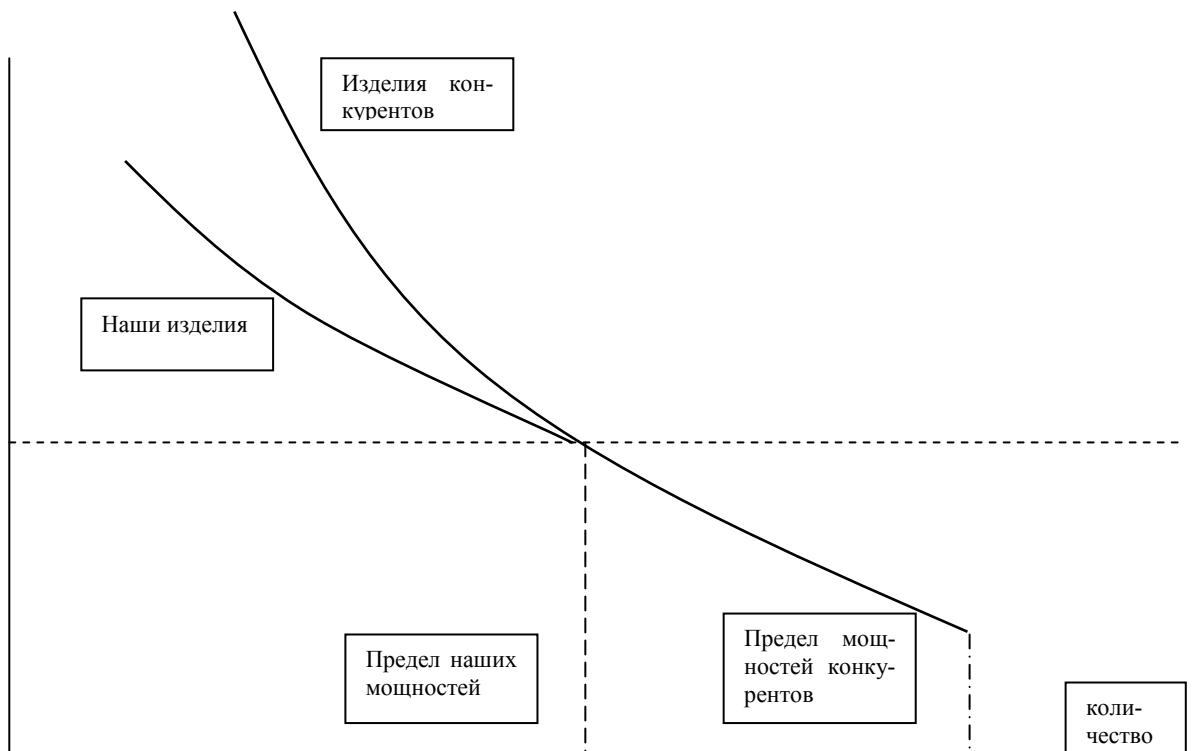 Изделия кон-
курентов
Наши изделия
Предел наших
мощностей
Предел мощ-
ностей конку-
рентов
коли-
чество